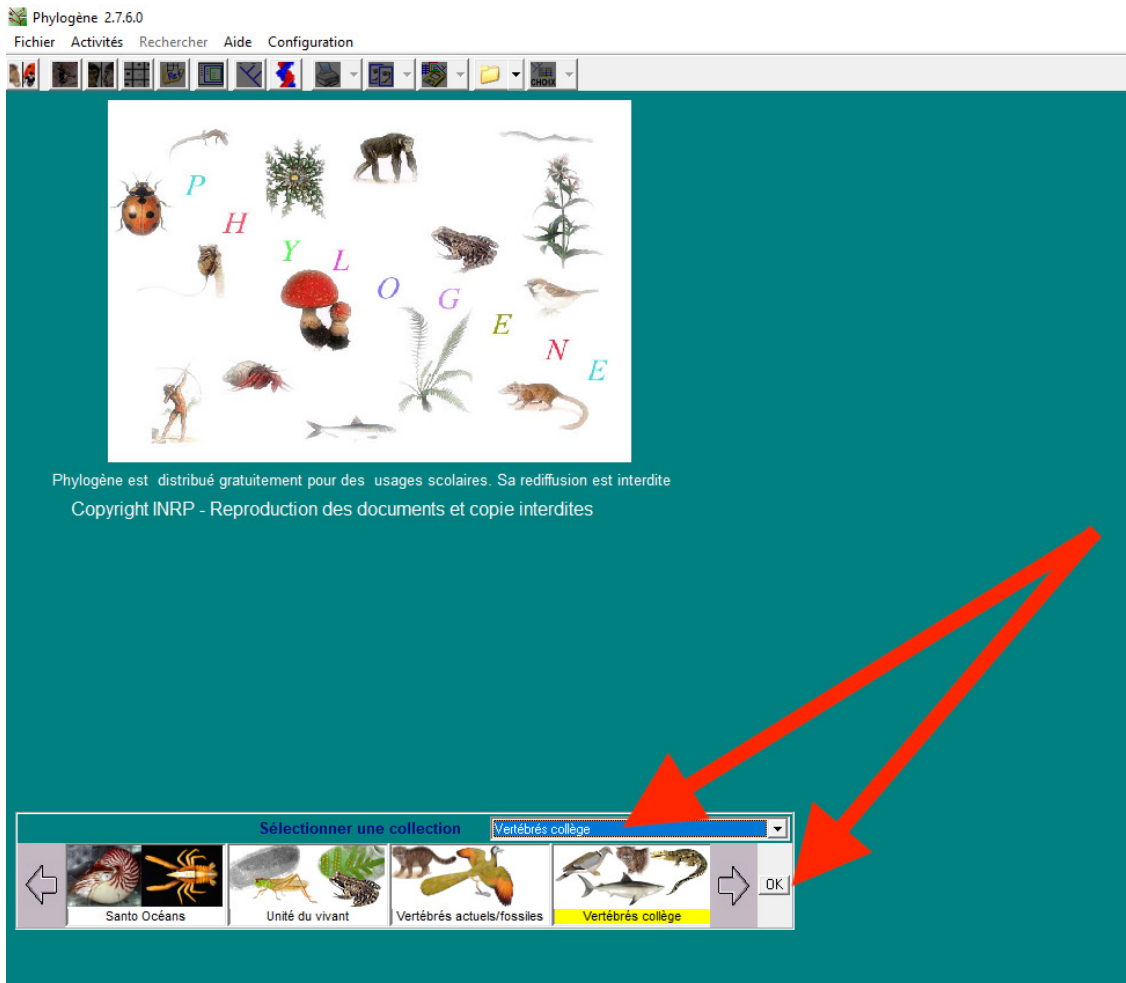 Phylogène 2.7.6.0
Fichier Activités Rechercher Aide Configuration
CHOIX
P
H
Y
L
O
G
E
N
E
Phylogène est distribué gratuitement pour des usages scolaires. Sa rediffusion est interdite
Copyright INRP - Reproduction des documents et copie interdites
Sélectionner une collection Vertébrés collège
OK
Santo Océans Unité du vivant Vertébrés actuels/fossiles Vertébrés collège